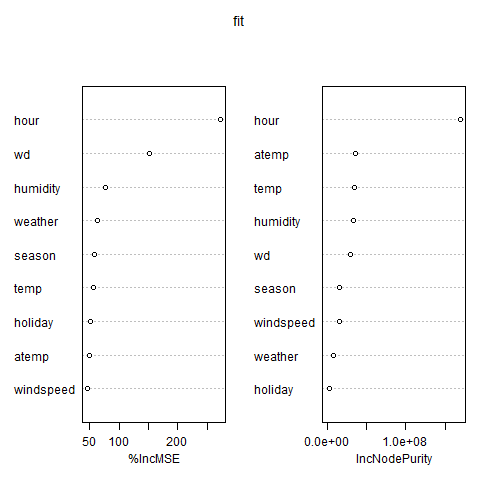 fit
hour
wd
humidity
weather
season
temp
holiday
atemp
windspeed
50 100 200
%IncMSE
hour
atemp
temp
humidity
wd
season
windspeed
weather
holiday
0.0e+00 1.0e+08
IncNodePurity